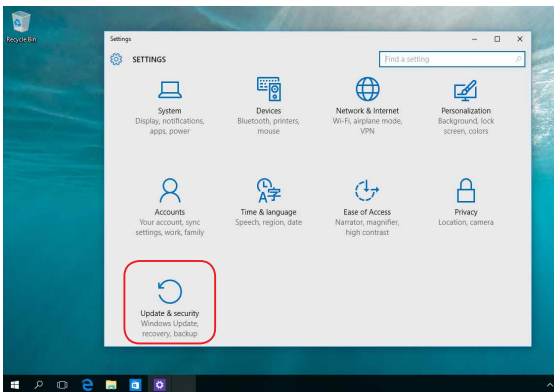 Recycle Bin
Settings
SETTINGS
Find a setting
System
Display, notifications,
apps, power
Devices
Bluetooth, printers,
mouse
Network & Internet
Wi-Fi, airplane mode,
VPN
Personalization
Background, lock
screen, colors
Accounts
Your account, sync
settings, work, family
Time & language
Speech, region, date
Ease of Access
Narrator, magnifier,
high contrast
Privacy
Location, camera
Update & security
Windows Update,
recovery, backup